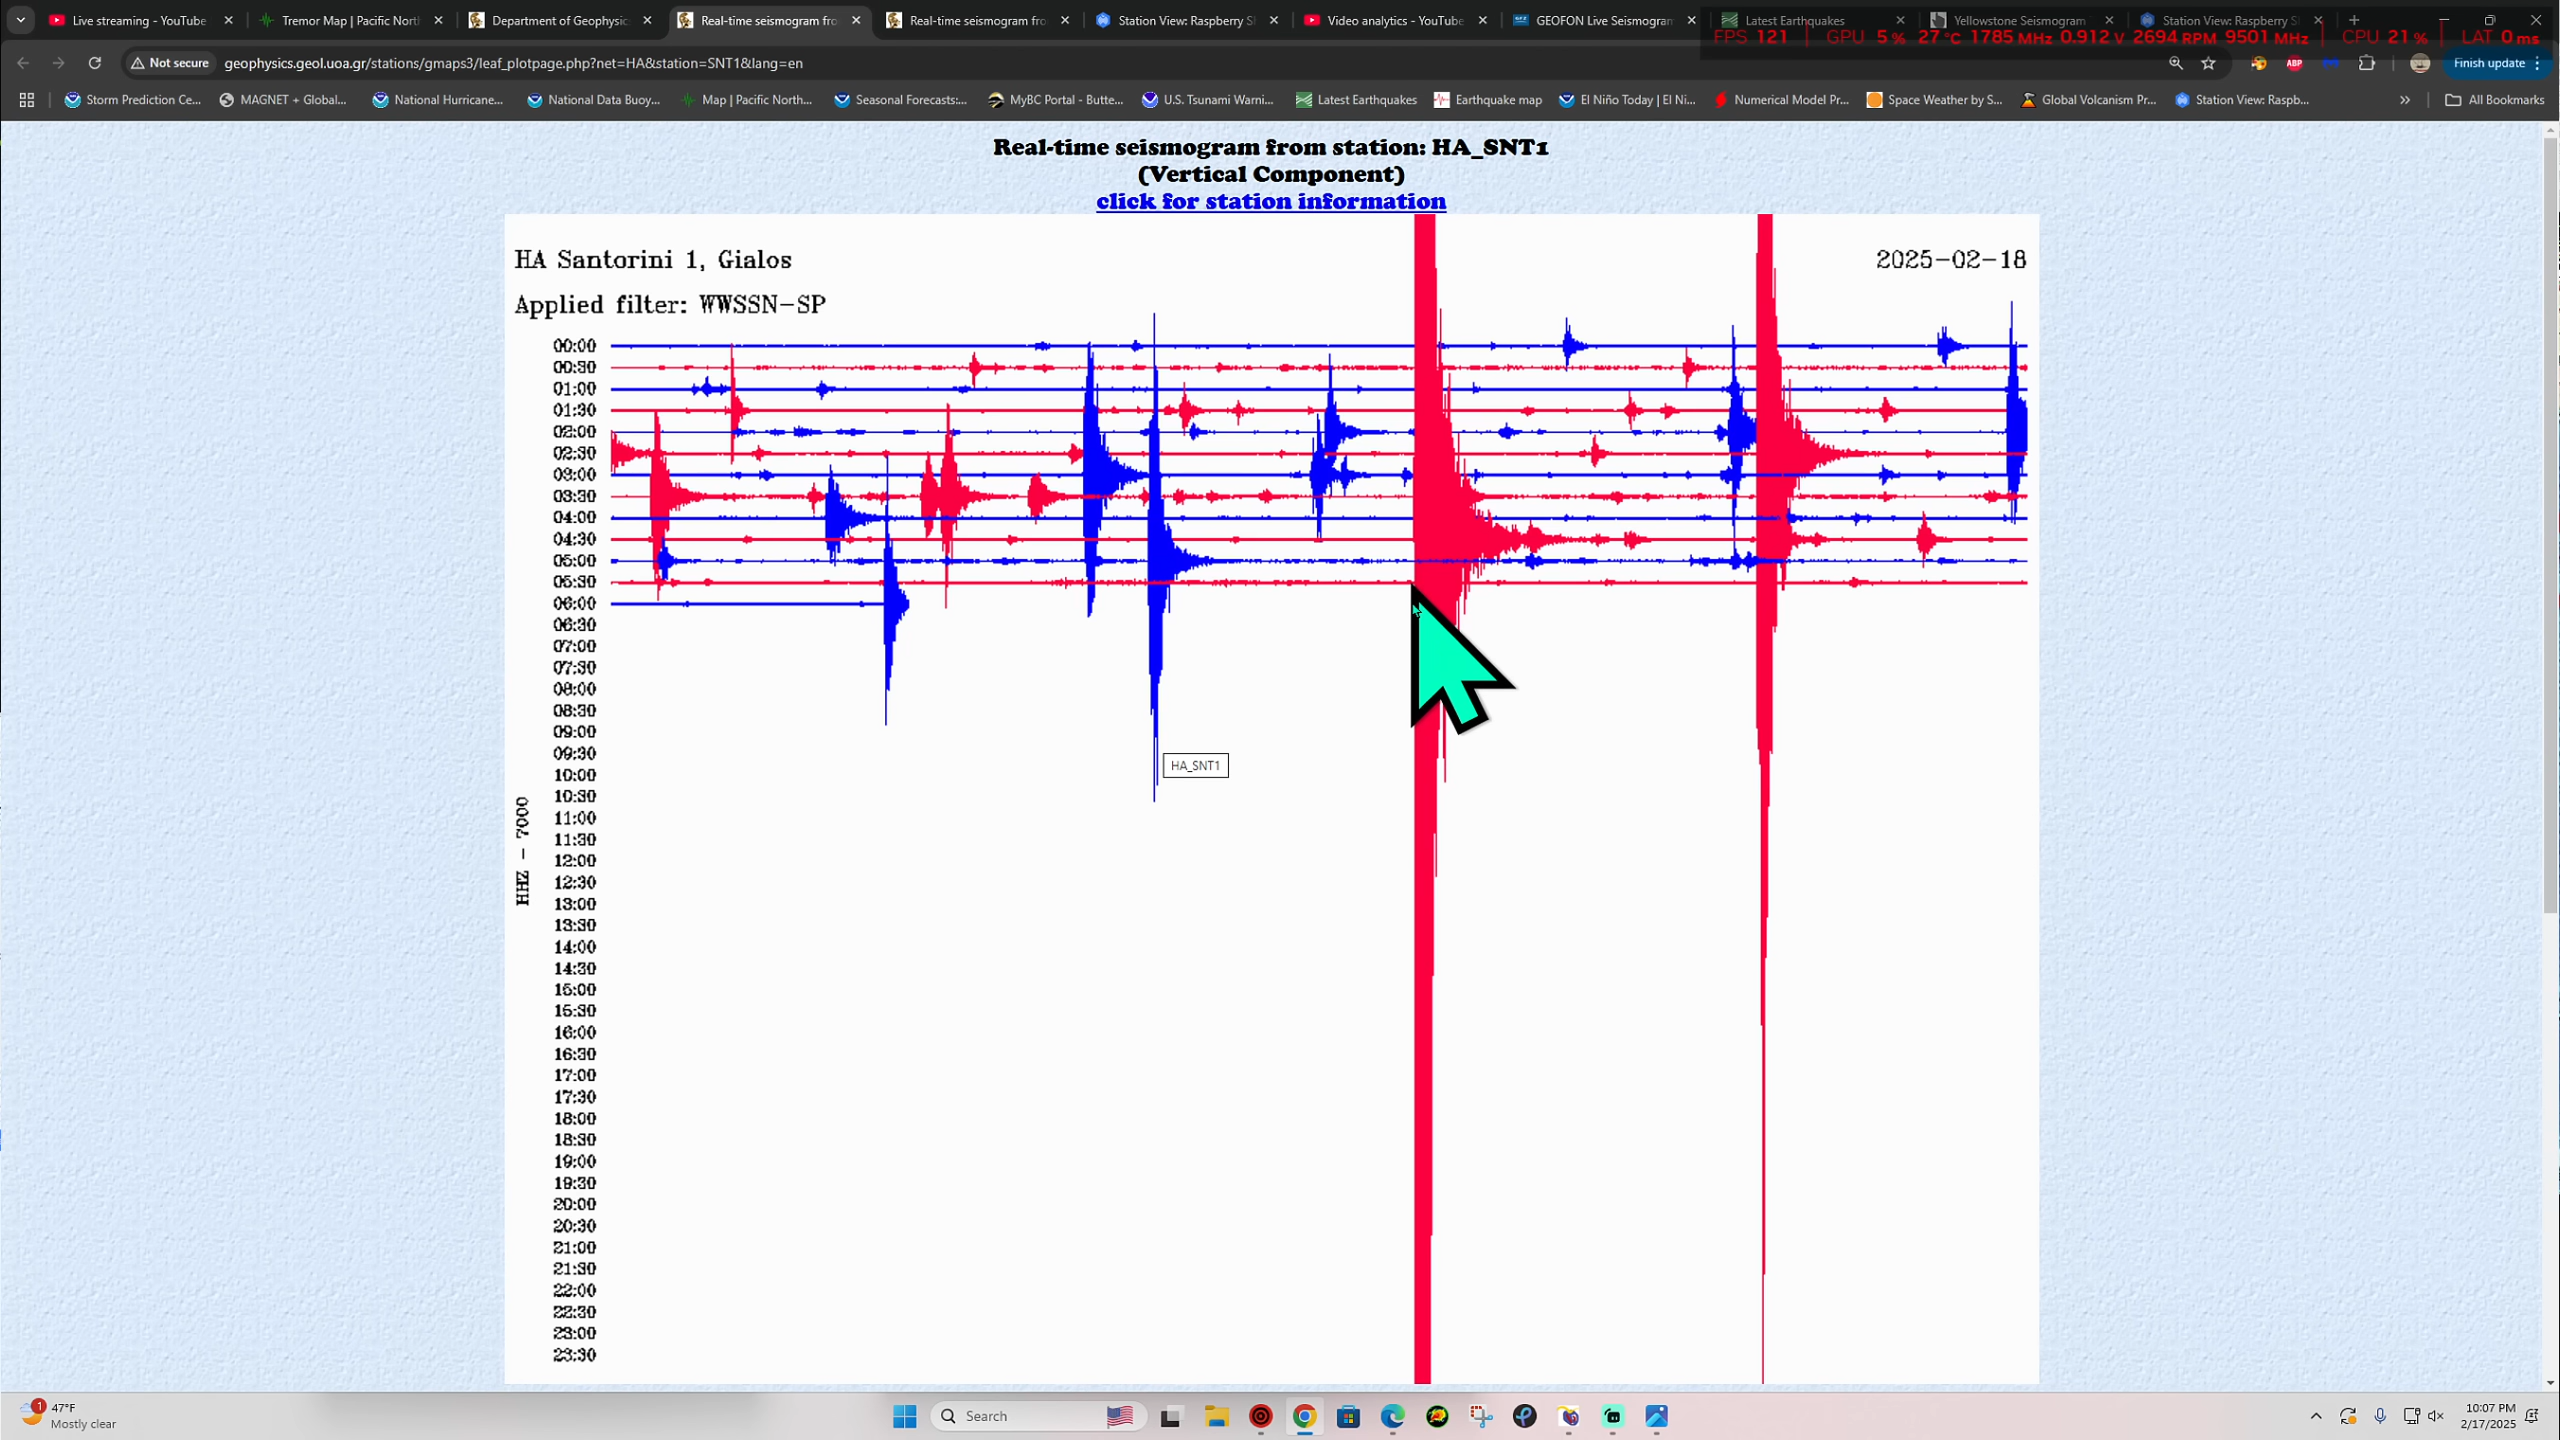 Live streaming - YouTube
Tremor Map | Pacific Nort
Department of Geophysic
Real-time seismogram fro
Real-time seismogram fro
Station View: Raspberry S
Video analytics - YouTube
GEOFON Live Seismogram
Latest Earthquakes
Yellowstone Seismogram
Station View: Raspberry S
FPS 121 GPU 5 % 27 °C 1785 MHz 0.912 V 2694 RPM 9501 MHz CPU 21 % LAT 0 ms
Not secure
geophysics.geol.uoa.gr/stations/gmaps3/leaf_plotpage.php?net=HA&station=SNT1&lang=en
ABP
Finish update
Storm Prediction Ce...
MAGNET + Global...
National Hurricane...
National Data Buoy...
Map | Pacific North...
Seasonal Forecasts:...
MyBC Portal - Butte...
U.S. Tsunami Warni...
Latest Earthquakes
Earthquake map
El Niño Today | El Ni...
Numerical Model Pr...
Space Weather by S...
Global Volcanism Pr...
Station View: Raspb...
All Bookmarks
Real-time seismogram from station: HA_SNT1
(Vertical Component)
click for station information
HA Santorini 1, Gialos
2025-02-18
Applied filter: WWSSN-SP
00:00
00:30
01:00
01:30
02:00
02:30
03:00
03:30
04:00
04:30
05:00
05:30
06:00
06:30
07:00
07:30
08:00
08:30
09:00
09:30
10:00
10:30
11:00
11:30
12:00
12:30
13:00
13:30
14:00
14:30
15:00
15:30
16:00
16:30
17:00
17:30
18:00
18:30
19:00
19:30
20:00
20:30
21:00
21:30
22:00
22:30
23:00
23:30
HHZ - 7000
HA_SNT1
1
47°F
Mostly clear
Search
10:07 PM
2/17/2025